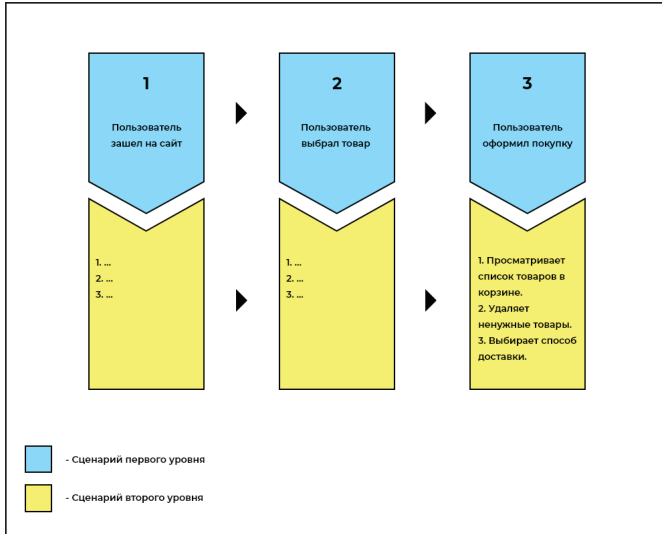 1
Пользователь
зашел на сайт
2
Пользователь
выбрал товар
3
Пользователь
оформил покупку
1. ...
2. ...
3. ...
1. ...
2. ...
3. ...
1. Просматривает
список товаров в
корзине.
2. Удаляет
ненужные товары.
3. Выбирает способ
доставки.
- Сценарий первого уровня
- Сценарий второго уровня